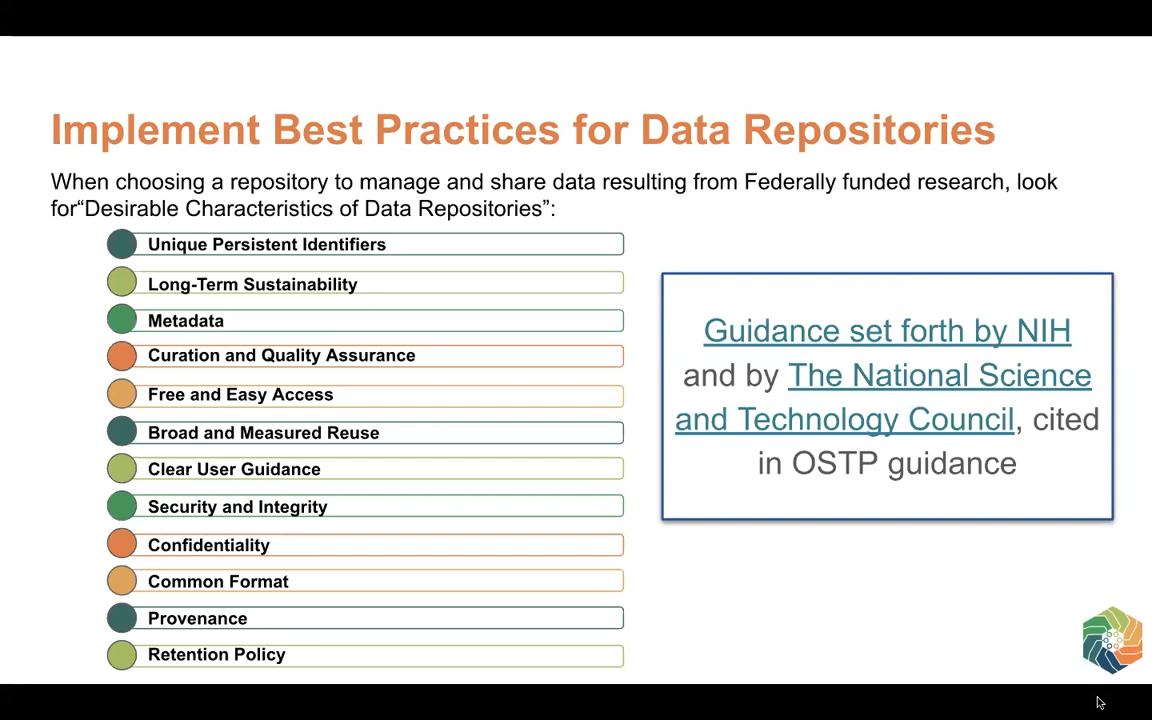 Implement Best Practices for Data Repositories
When choosing a repository to manage and share data resulting from Federally funded research, look
for“Desirable Characteristics of Data Repositories”:
Unique Persistent Identifiers
Long-Term Sustainability
Metadata
Curation and Quality Assurance
Free and Easy Access
Broad and Measured Reuse
Clear User Guidance
Security and Integrity
Confidentiality
Common Format
Provenance
Retention Policy
Guidance set forth by NIH
and by The National Science
and Technology Council, cited
in OSTP guidance